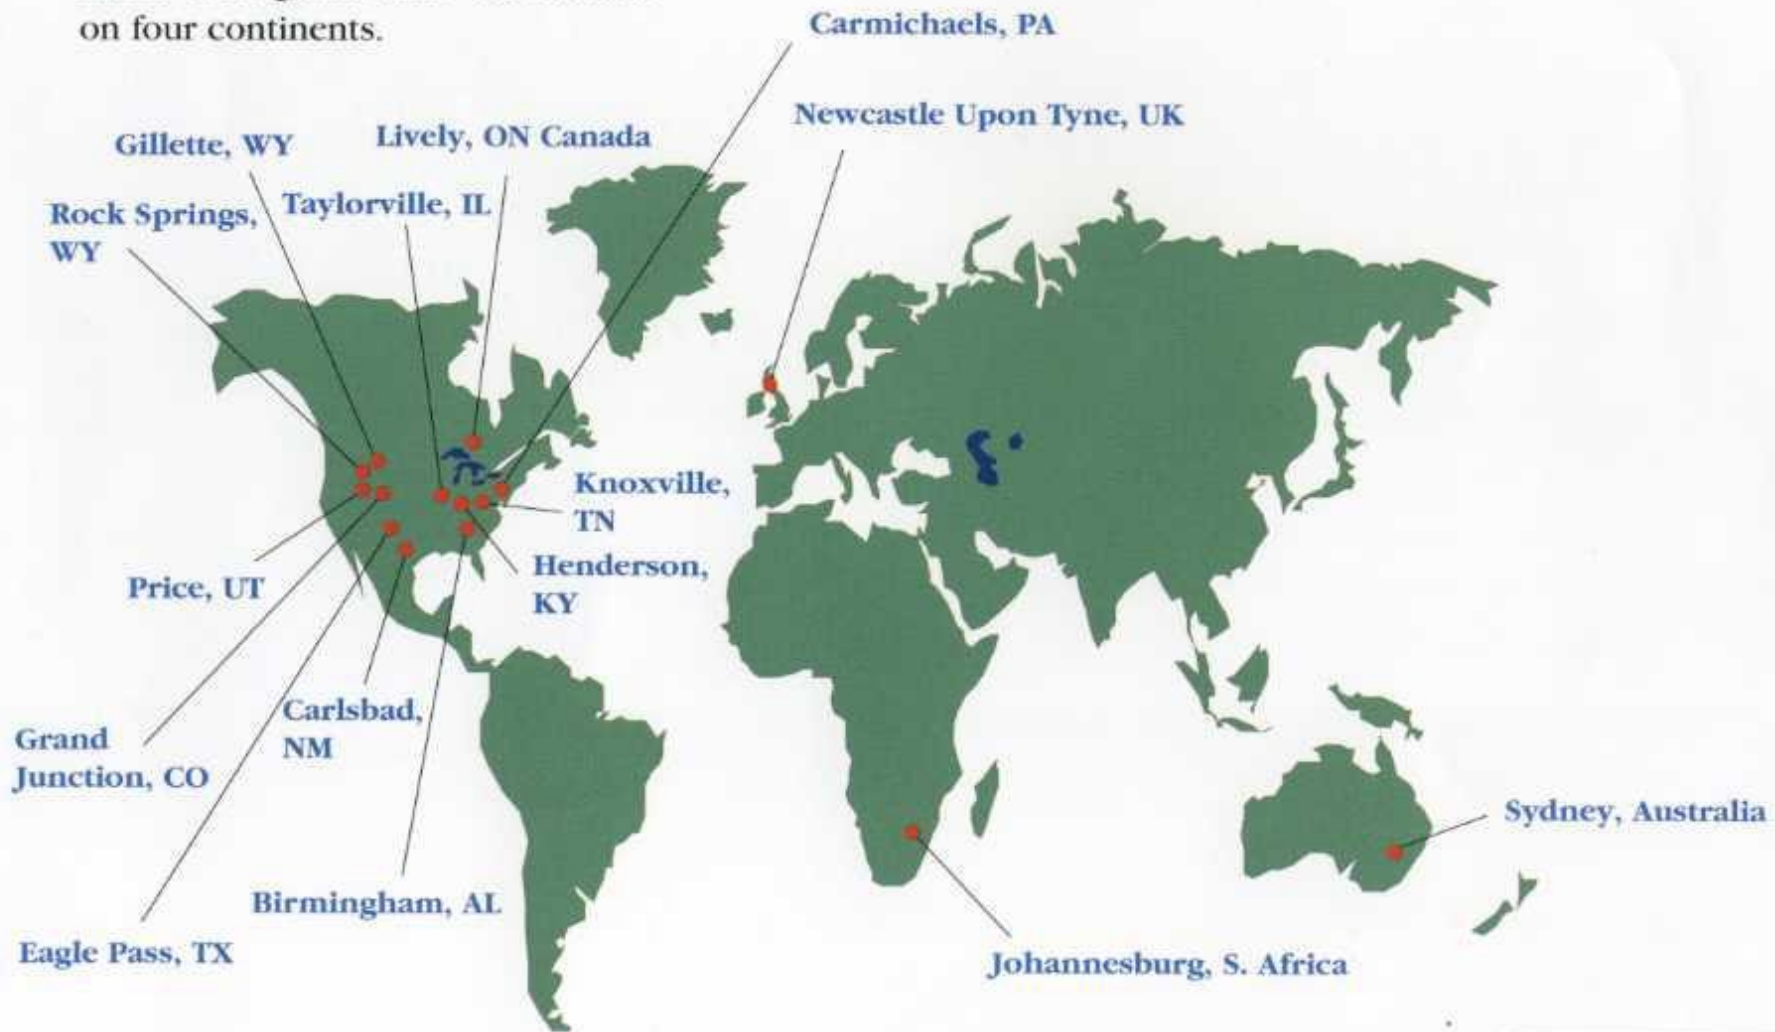 on four continents.
Carmichaels, PA
Newcastle Upon Tyne, UK
Gillette, WY
Lively, ON Canada
Rock Springs,
WY
Taylorville, IL
Knoxville,
TN
Henderson,
KY
Price, UT
Carlsbad,
NM
Grand
Junction, CO
Sydney, Australia
Birmingham, AL
Eagle Pass, TX
Johannesburg, S. Africa